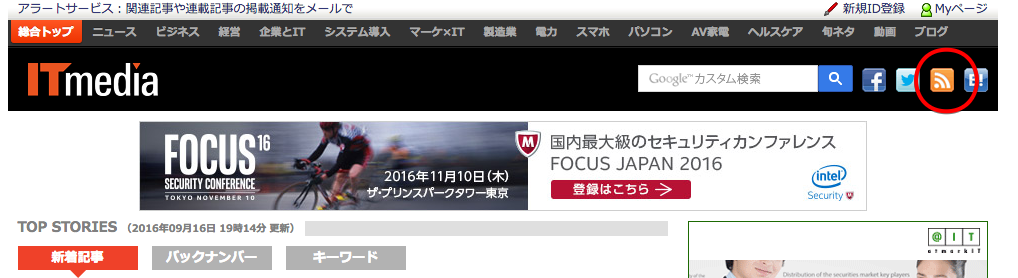 アラートサービス：関連記事や連載記事の掲載通知をメールで
新規ID登録 Myページ
総合トップ ニュース ビジネス 経営 企業とIT システム導入 マーケ×IT 製造業 電力 スマホ パソコン AV家電 ヘルスケア 旬ネタ 動画 ブログ
ITmedia
Google™ カスタム検索
FOCUS 16
SECURITY CONFERENCE
TOKYO NOVEMBER 10
2016年11月10日（木）
ザ・プリンスパークタワー東京
国内最大級のセキュリティカンファレンス
FOCUS JAPAN 2016
登録はこちら
intel
Security
TOP STORIES （2016年09月16日 19時14分 更新）
新着記事 バックナンバー キーワード
@IT
atmarkIT
Distribution of the securities market key players